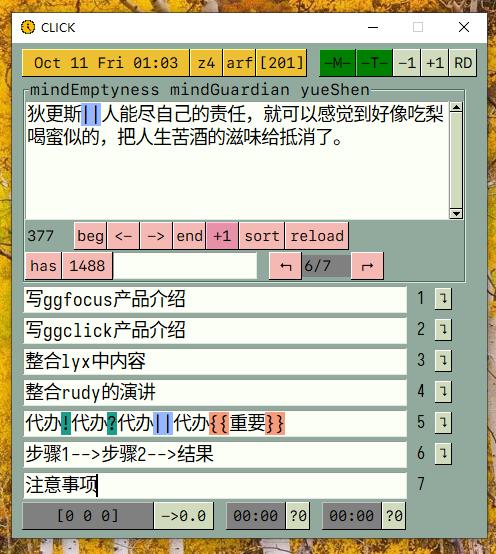 CLICK
Oct 11 Fri 01:03 z4 arf [201] -M- -T- -1 +1 RD
mindEmptyness mindGuardian yueShen
狄更斯||人能尽自己的责任，就可以感觉到好像吃梨
喝蜜似的，把人生苦酒的滋味给抵消了。
377 beg <- -> end +1 sort reload
has 1488 ↰ 6/7 ↱
写ggfocus产品介绍 1 ↴
写ggclick产品介绍 2 ↴
整合lyx中内容 3 ↴
整合rudy的演讲 4 ↴
代办!代办?代办||代办{{重要}} 5 ↴
步骤1-->步骤2-->结果 6 ↴
注意事项 7
[0 0 0] ->0.0 00:00 ?0 00:00 ?0